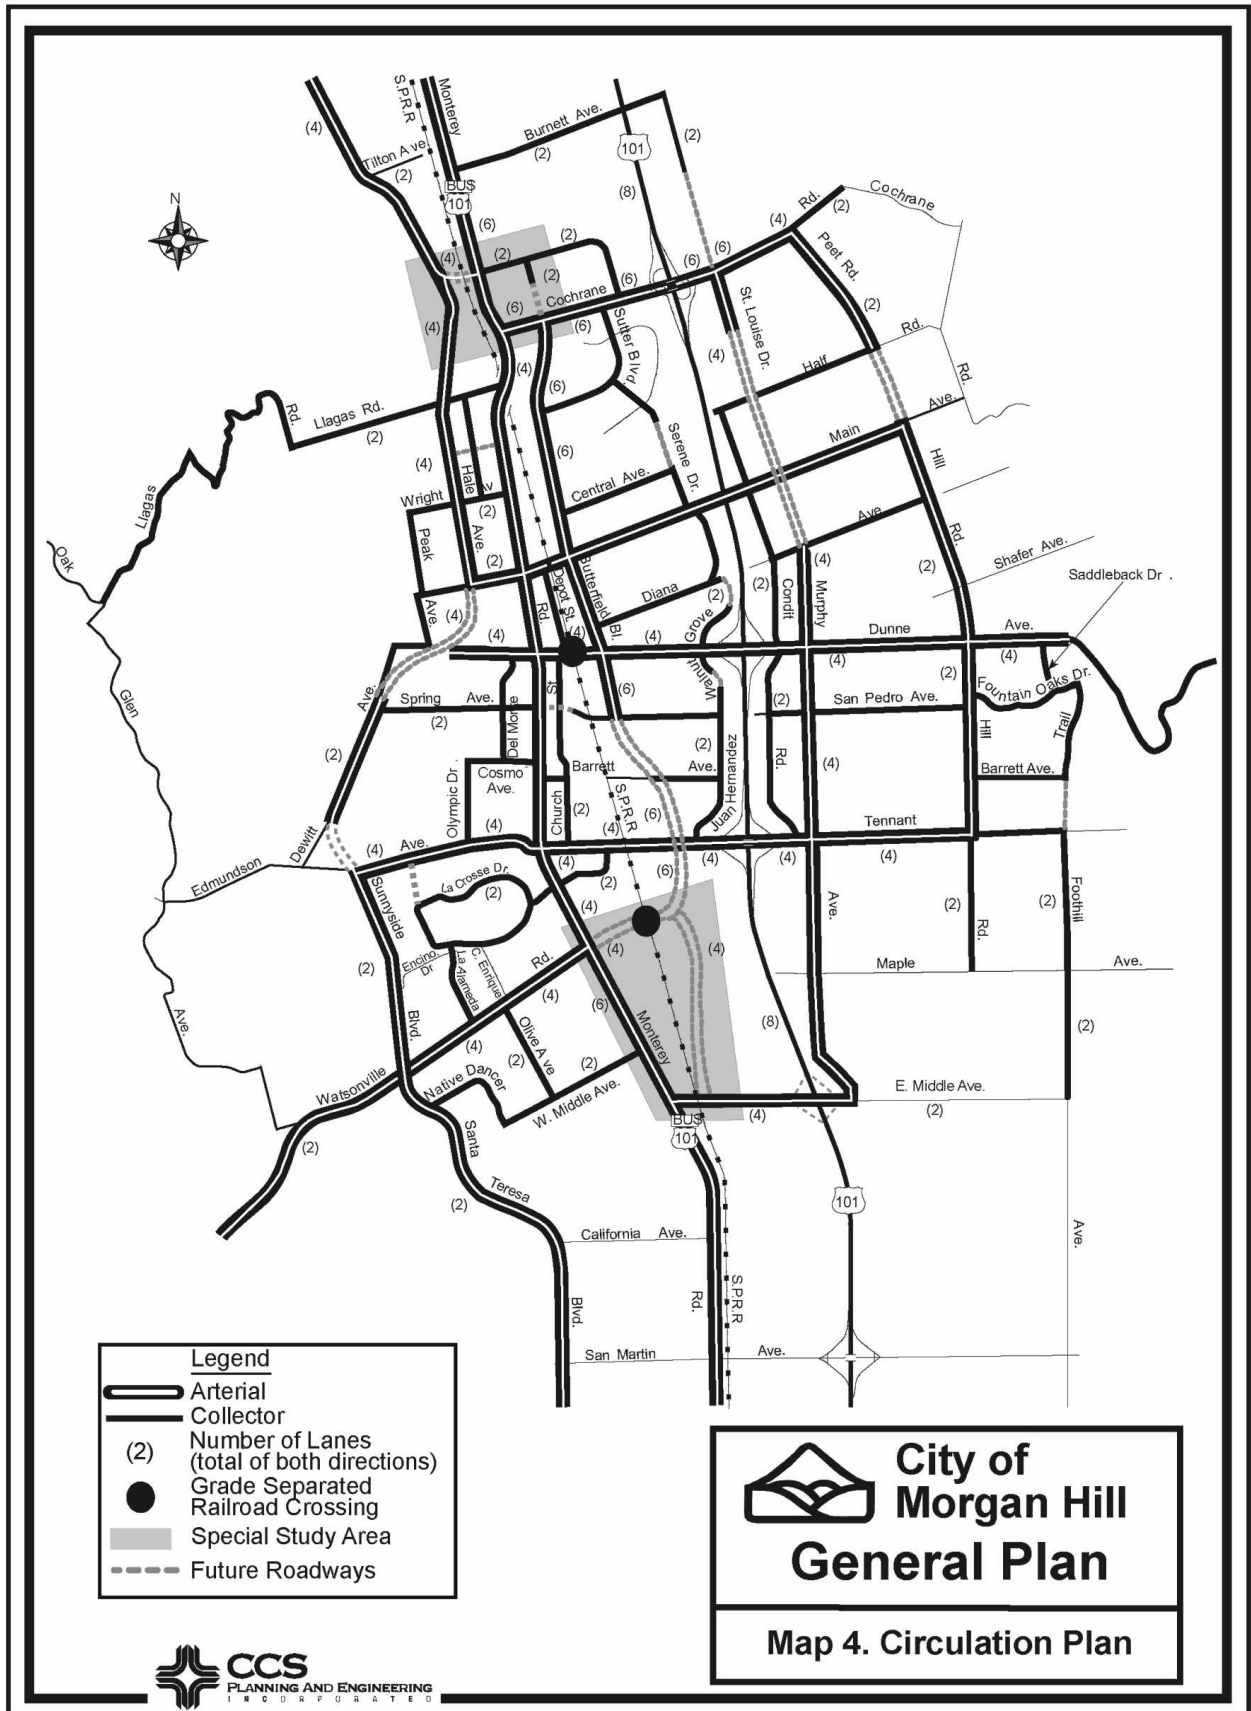 S.P.R.R
Monterey
(4)
Tilton Ave.
(2)
Burnett Ave.
(2)
101
(2)
(8)
N
BUS
101
(6)
(4)
(2)
(2)
(2)
(6)
Cochrane
(6)
(6)
(6)
(6)
(4)
Rd.
(2)
Cochrane
Peet Rd.
(2)
(4)
(4)
(6)
Sutter Blvd.
St. Louise Dr.
(4)
Half
Rd.
Rd.
Llagas Rd.
(2)
Rd.
Llagas
(4)
(6)
Hale
Av
Wright
(2)
Peak
Ave.
(2)
Central Ave.
Serene Dr.
Main
Ave.
Hill
Rd.
(2)
Ave.
Shafer Ave.
Saddleback Dr.
Oak
Glen
Ave.
Ave.
(4)
(4)
Rd.
Depot St.
Butterfield Bl.
(4)
Diana
(2)
(4)
Walnut Grove
(2)
Condit
(4)
Murphy
Dunne
Ave.
(4)
(4)
(2)
Fountain Oaks Dr.
Ave.
Spring Ave.
(2)
Del Monte
St
(6)
(2)
San Pedro Ave.
Hill
Trail
(2)
Dewitt
Olympic Dr.
Cosmo
Ave.
Barrett Ave.
(2)
Juan Hernandez
Rd.
(4)
Barrett Ave.
Church
(2)
S.P.R.R
(4)
(6)
Tennant
(4)
(4)
Ave.
(4)
(4)
(4)
(4)
(6)
(2)
Edmundson
Sunnyside
La Crosse Dr.
(2)
(4)
(4)
(4)
Ave.
(2)
Rd.
(2)
Foothill
(2)
Encino.
Dr
La Alameda
C. Enrique
Rd.
(4)
(6)
Monterey
Maple
Ave.
Blvd.
(4)
(2)
Olive Ave
(2)
W. Middle Ave.
(8)
(2)
Watsonville
Native Dancer
(2)
Santa
(2)
Teresa
BUS
101
(4)
E. Middle Ave.
(2)
101
California Ave.
Ave.
Blvd.
Rd.
S.P.R.R
San Martin
Ave.
Legend
Arterial
Collector
(2)
Number of Lanes
(total of both directions)
Grade Separated
Railroad Crossing
Special Study Area
Future Roadways
City of
Morgan Hill
General Plan
Map 4. Circulation Plan
CCS
PLANNING AND ENGINEERING
INCORPORATED